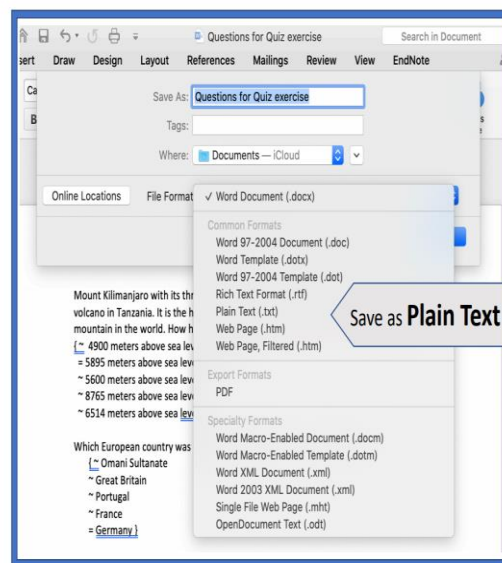 Questions for Quiz exercise
Search in Document
sert Draw Design Layout References Mailings Review View EndNote
Ca
B
Save As: Questions for Quiz exercise
Tags:
Where: Documents — iCloud
Online Locations File Format ✓ Word Document (.docx)
Common Formats
Word 97-2004 Document (.doc)
Word Template (.dotx)
Word 97-2004 Template (.dot)
Rich Text Format (.rtf)
Plain Text (.txt)
Web Page (.htm)
Web Page, Filtered (.htm)
Export Formats
PDF
Specialty Formats
Word Macro-Enabled Document (.docm)
Word Macro-Enabled Template (.dotm)
Word XML Document (.xml)
Word 2003 XML Document (.xml)
Single File Web Page (.mht)
OpenDocument Text (.odt)
Save as Plain Text
Mount Kilimanjaro with its thr
volcano in Tanzania. It is the h
mountain in the world. How h
{~ 4900 meters above sea lev
= 5895 meters above sea leve
~ 5600 meters above sea leve
~ 8765 meters above sea leve
~ 6514 meters above sea level
Which European country was
{~ Omani Sultanate
~ Great Britain
~ Portugal
~ France
= Germany }